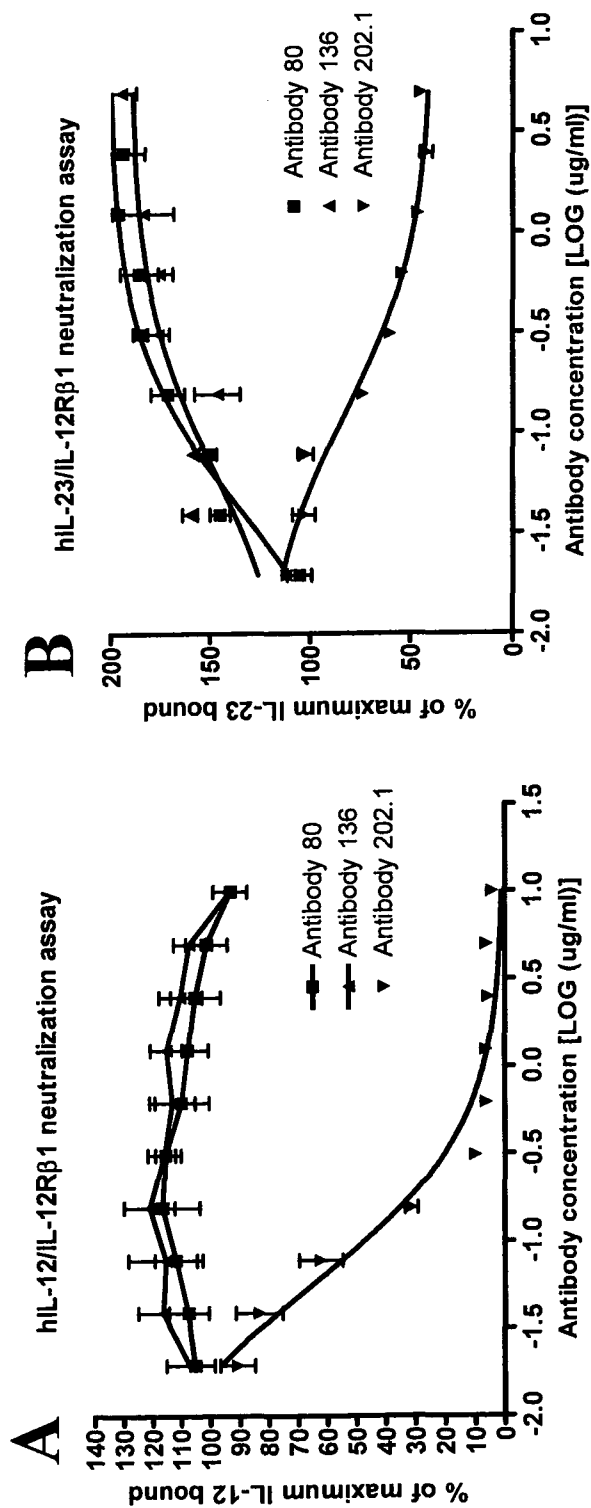 A
hIL-12/IL-12Rβ1 neutralization assay
% of maximum IL-12 bound
140
130
120
110
100
90
80
70
60
50
40
30
20
10
0
-2.0
-1.5
-1.0
-0.5
0.0
0.5
1.0
1.5
Antibody concentration [LOG (ug/ml)]
Antibody 80
Antibody 136
Antibody 202.1
B
hIL-23/IL-12Rβ1 neutralization assay
% of maximum IL-23 bound
200
150
100
50
0
-2.0
-1.5
-1.0
-0.5
0.0
0.5
1.0
Antibody concentration [LOG (ug/ml)]
Antibody 80
Antibody 136
Antibody 202.1